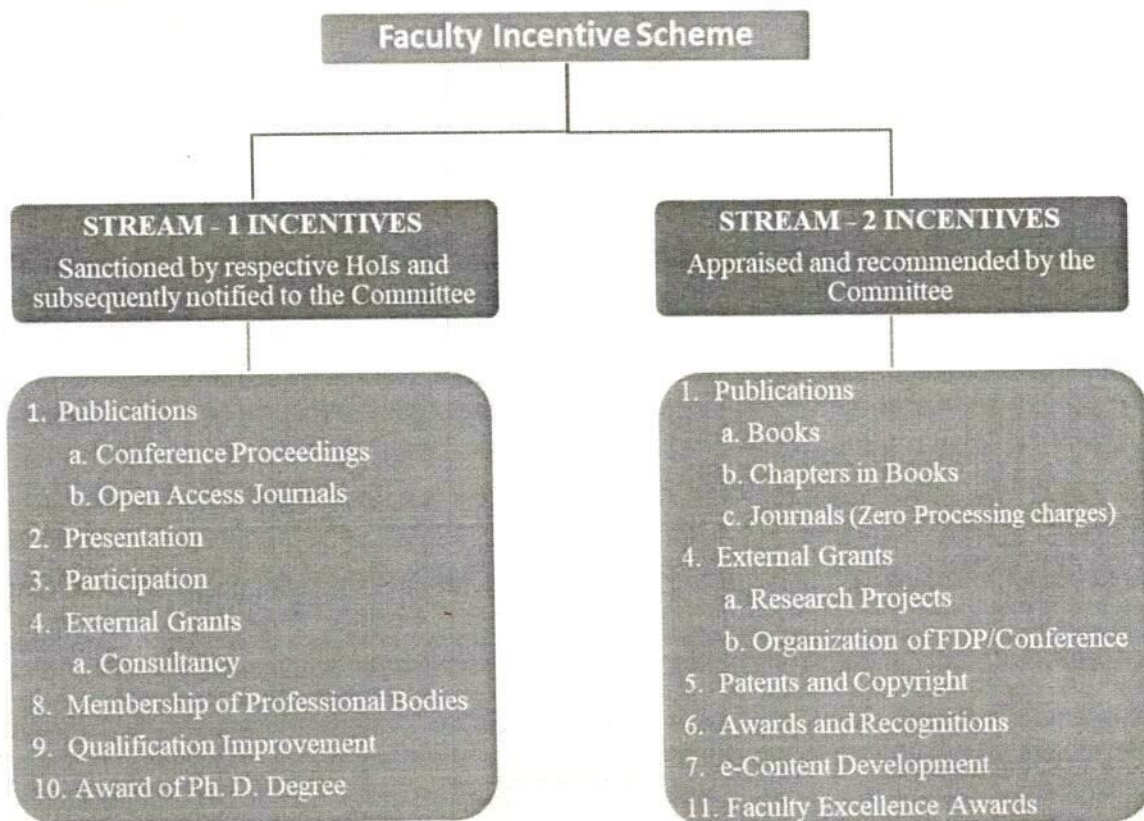 Faculty Incentive Scheme
STREAM - 1 INCENTIVES
Sanctioned by respective HoIs and
subsequently notified to the Committee
1. Publications
a. Conference Proceedings
b. Open Access Journals
2. Presentation
3. Participation
4. External Grants
a. Consultancy
8. Membership of Professional Bodies
9. Qualification Improvement
10. Award of Ph. D. Degree
STREAM - 2 INCENTIVES
Appraised and recommended by the
Committee
1. Publications
a. Books
b. Chapters in Books
c. Journals (Zero Processing charges)
4. External Grants
a. Research Projects
b. Organization of FDP/Conference
5. Patents and Copyright
6. Awards and Recognitions
7. e-Content Development
11. Faculty Excellence Awards